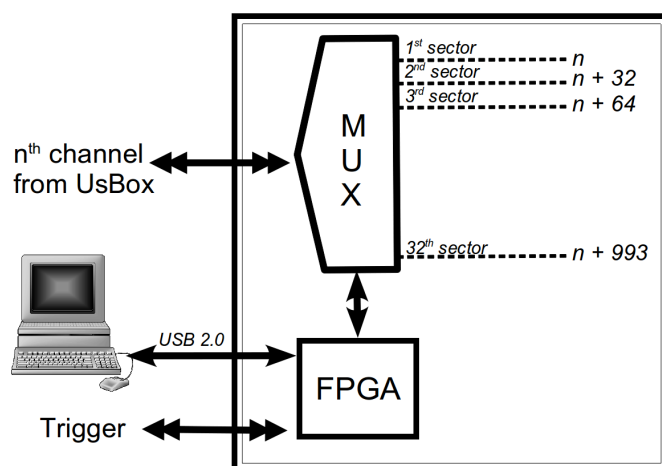 1st sector
n
2nd sector
n + 32
3rd sector
n + 64
MUX
nth channel
from UsBox
32th sector
n + 993
USB 2.0
FPGA
Trigger